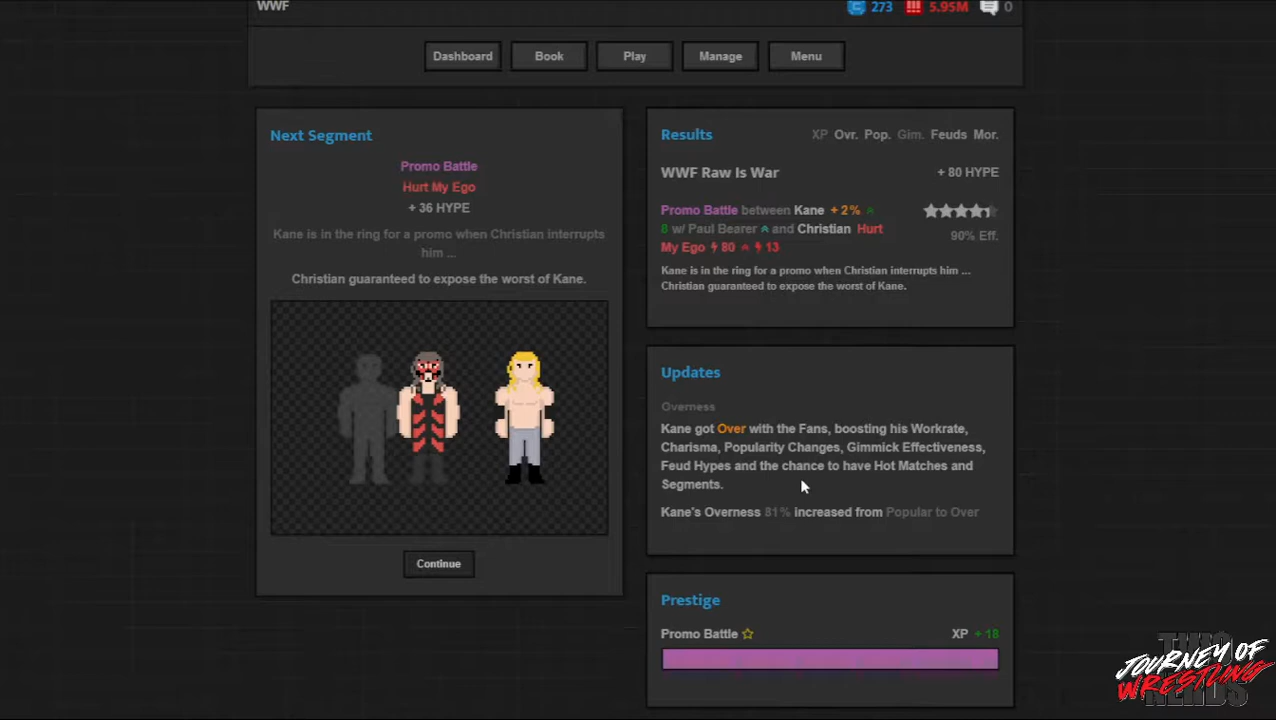 WWF
273 5.95M 0
Dashboard Book Play Manage Menu
Next Segment
Promo Battle
Hurt My Ego
+ 36 HYPE
Kane is in the ring for a promo when Christian interrupts
him ...
Christian guaranteed to expose the worst of Kane.
Continue
Results
XP Ovr. Pop. Gim. Feuds Mor.
WWF Raw Is War + 80 HYPE
Promo Battle between Kane + 2%
8 w/ Paul Bearer and Christian Hurt
My Ego 80 13
90% Eff.
Kane is in the ring for a promo when Christian interrupts him ...
Christian guaranteed to expose the worst of Kane.
Updates
Overness
Kane got Over with the Fans, boosting his Workrate,
Charisma, Popularity Changes, Gimmick Effectiveness,
Feud Hypes and the chance to have Hot Matches and
Segments.
Kane's Overness 81% increased from Popular to Over
Prestige
Promo Battle XP + 18
JOURNEY OF
WRESTLING